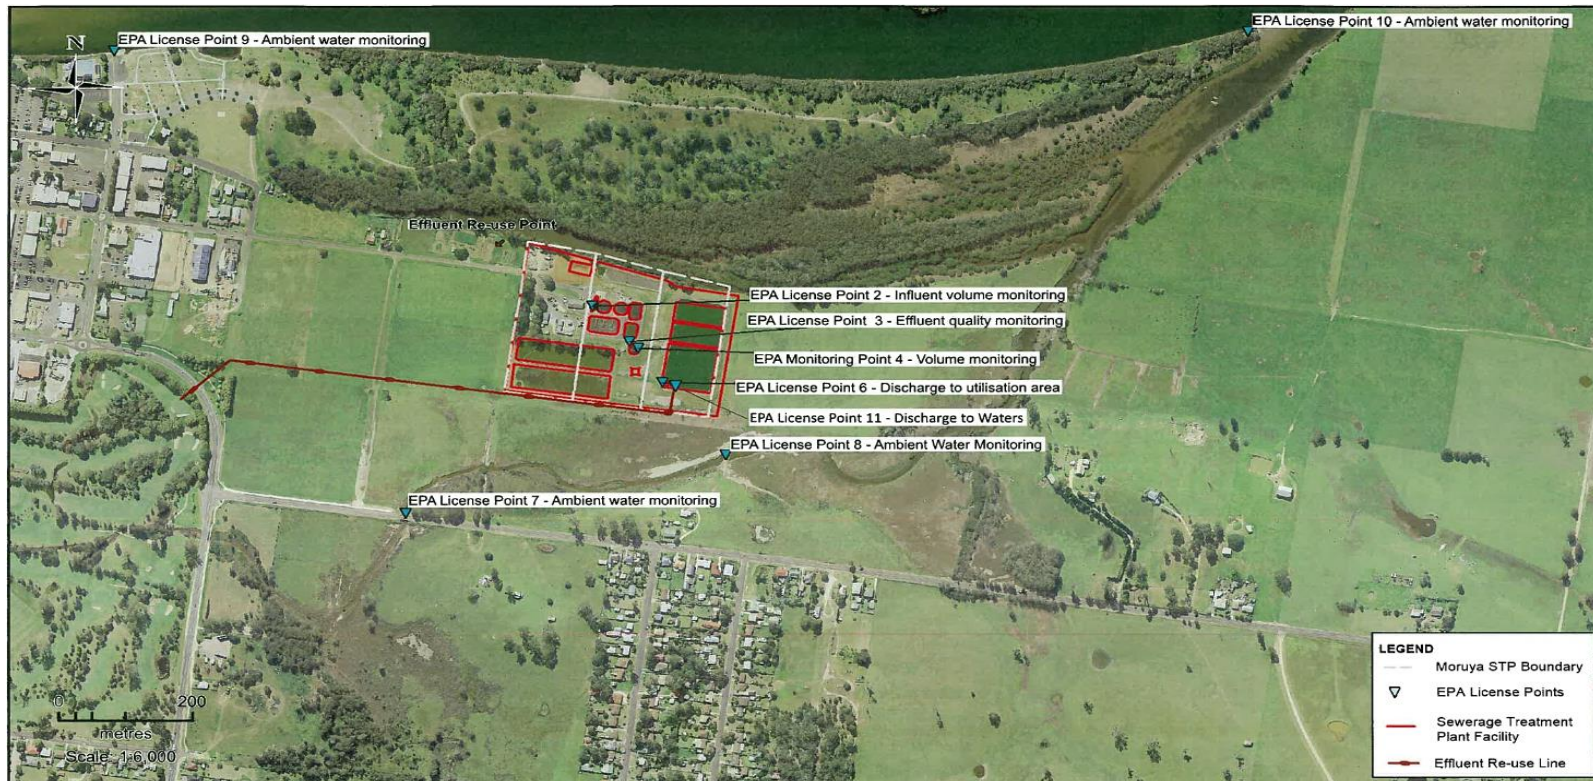 EPA License Point 10 - Ambient water monitoring
EPA License Point 9 - Ambient water monitoring
N
Effluent Re-use Point
EPA License Point 2 - Influent volume monitoring
EPA License Point 3 - Effluent quality monitoring
EPA Monitoring Point 4 - Volume monitoring
EPA License Point 6 - Discharge to utilisation area
EPA License Point 11 - Discharge to Waters
EPA License Point 8 - Ambient Water Monitoring
EPA License Point 7 - Ambient water monitoring
0 200
metres
Scale: 1:6,000
LEGEND
Moruya STP Boundary
EPA License Points
Sewerage Treatment
Plant Facility
Effluent Re-use Line